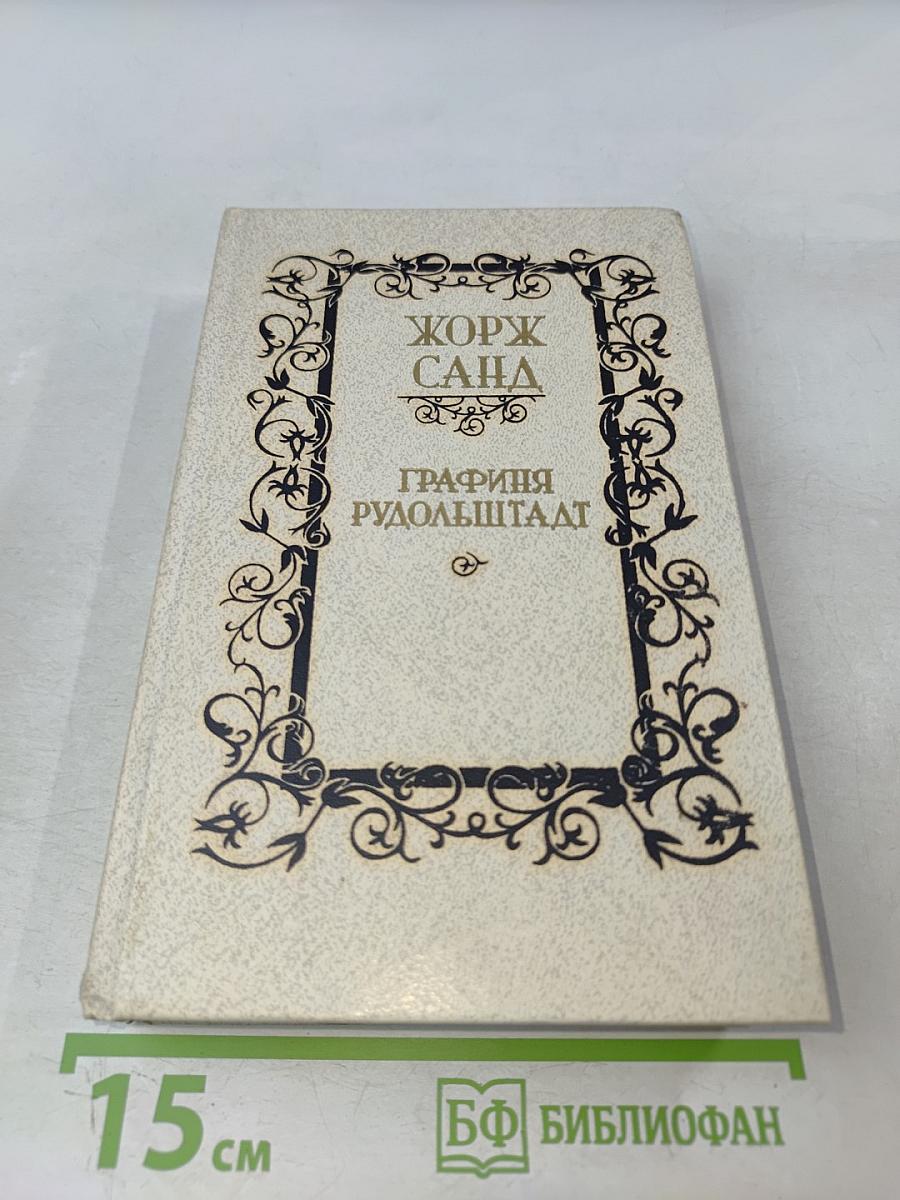 ЖОРЖ
САНД
ГРАФИНЯ
РУДОЛЬШТАДТ
15 см
БФ БИБЛИОФАН